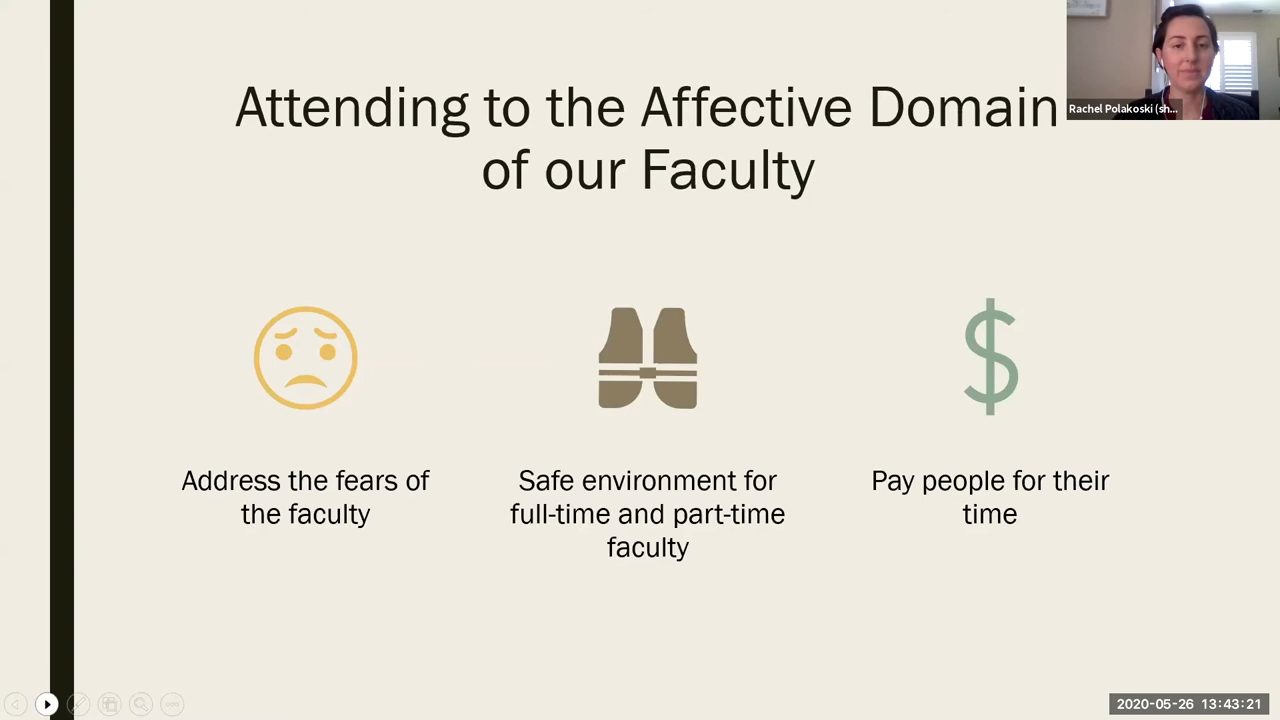 Attending to the Affective Domain
of our Faculty
Rachel Polakoski (sh...
$
Address the fears of
the faculty
Safe environment for
full-time and part-time
faculty
Pay people for their
time
2020-05-26 13:43:21